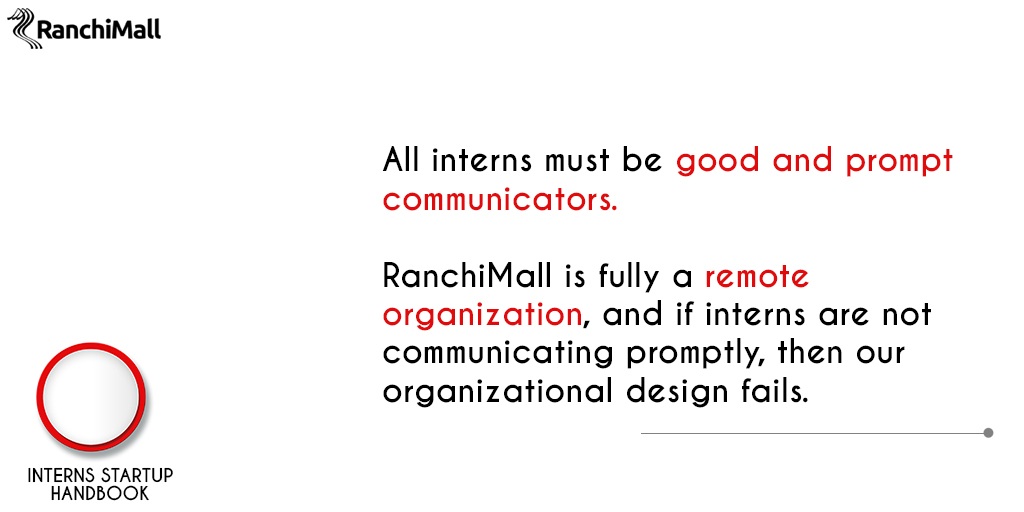 RanchiMall
All interns must be good and prompt
communicators.
RanchiMall is fully a remote
organization, and if interns are not
communicating promptly, then our
organizational design fails.
INTERNS STARTUP
HANDBOOK